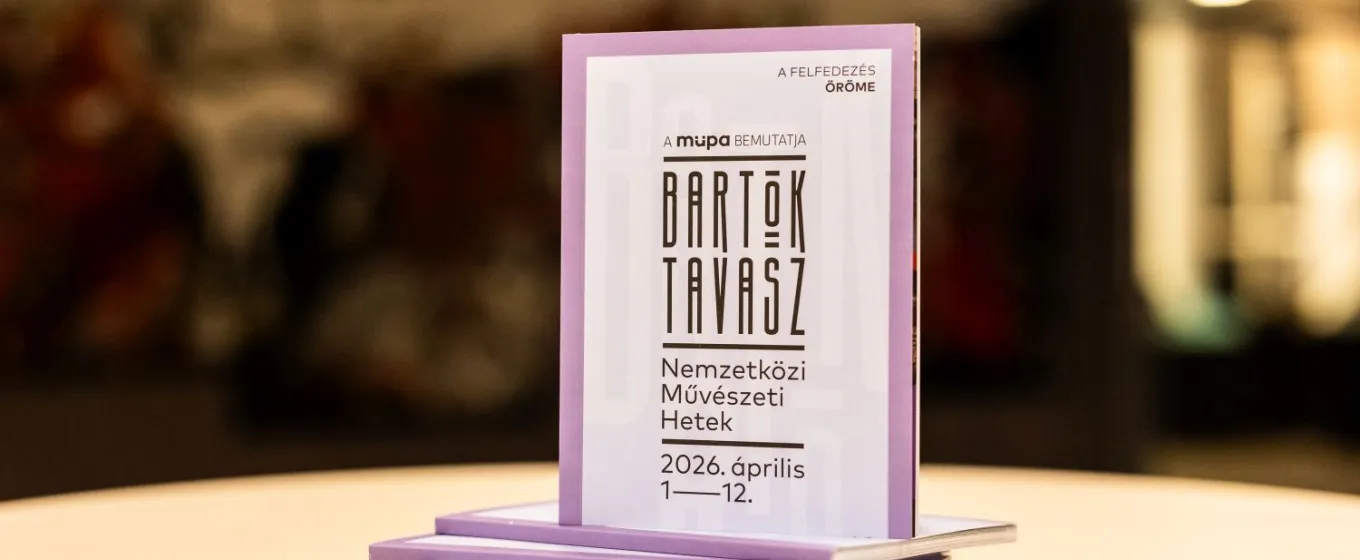 A FELFEDEZÉS
ÖRÖME
A müpa BEMUTATJA
BARTÓK
TAVASZ
Nemzetközi
Művészeti
Hetek
2026. április
1——12.